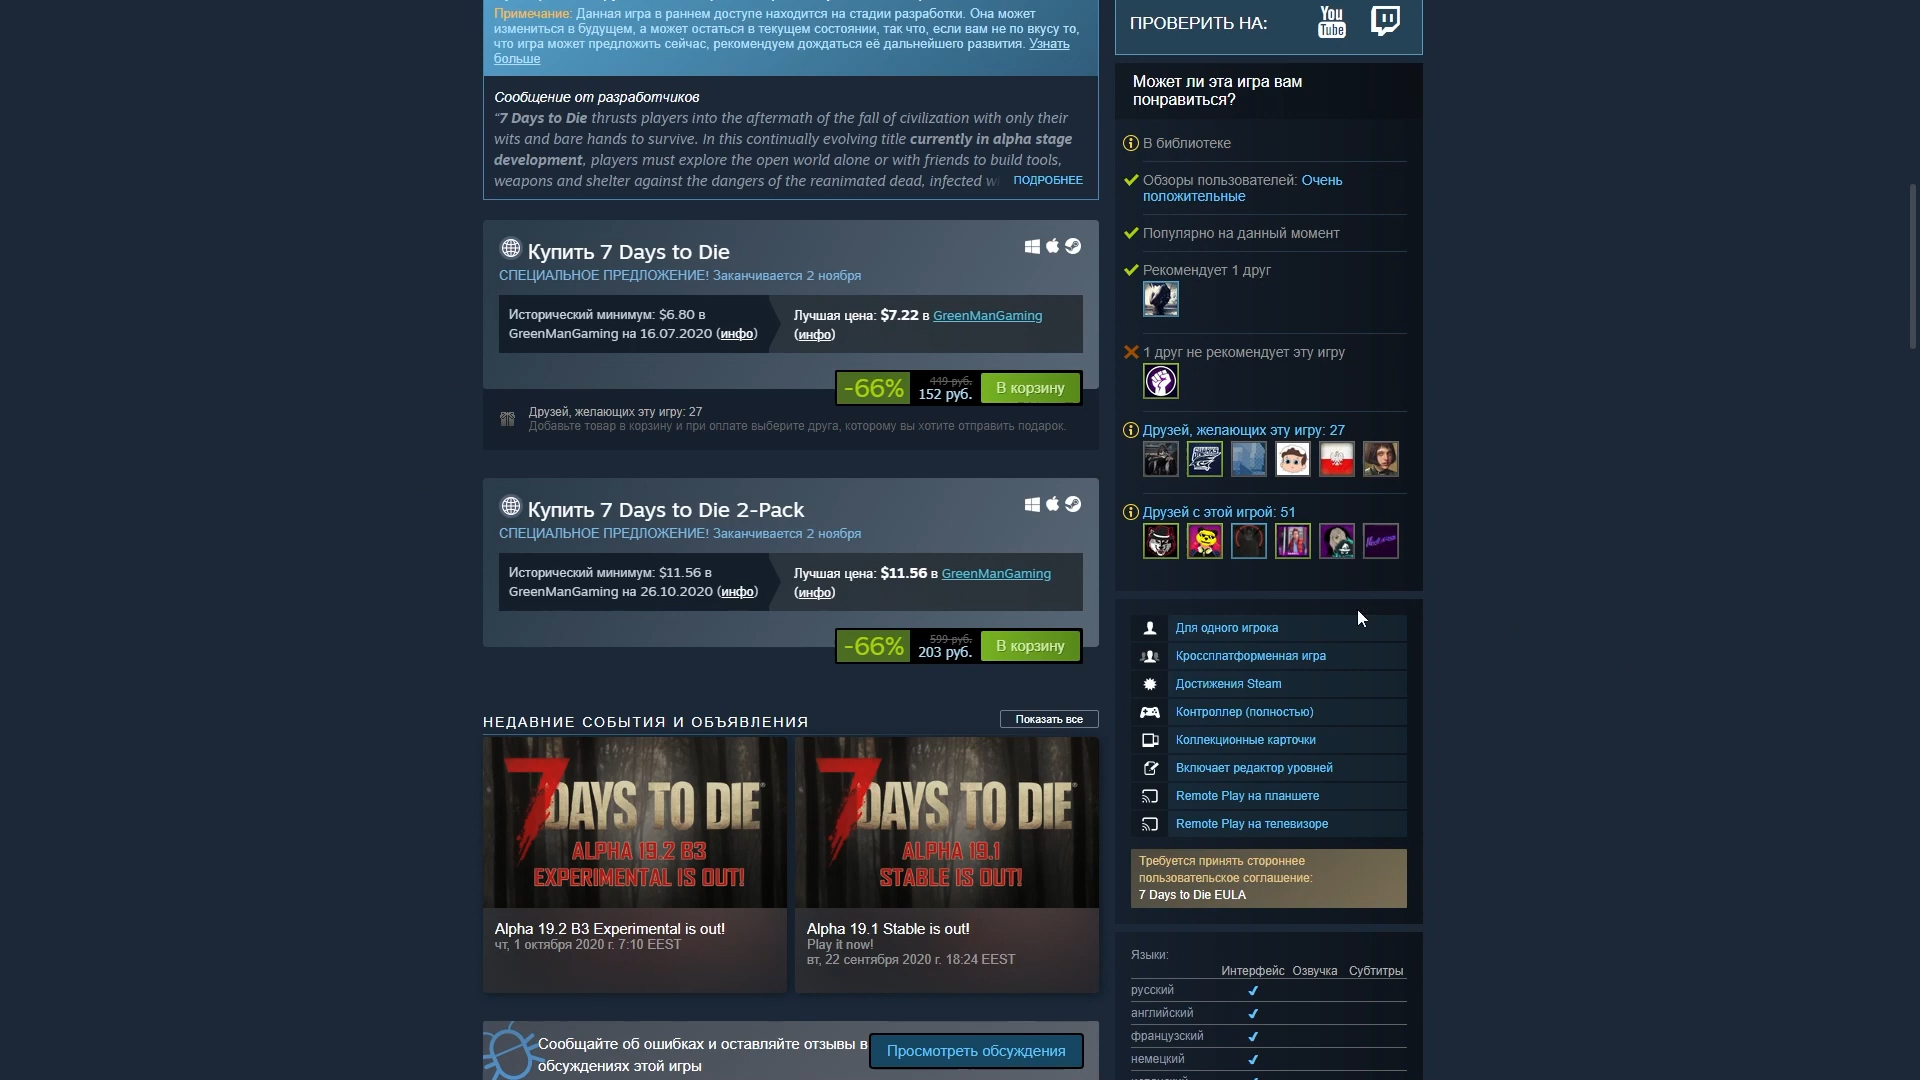 Примечание: Данная игра в раннем доступе находится на стадии разработки. Она может
измениться в будущем, а может остаться в текущем состоянии, так что, если вам не по вкусу то,
что игра может предложить сейчас, рекомендуем дождаться её дальнейшего развития. Узнать
больше
Сообщение от разработчиков
“7 Days to Die thrusts players into the aftermath of the fall of civilization with only their
wits and bare hands to survive. In this continually evolving title currently in alpha stage
development, players must explore the open world alone or with friends to build tools,
weapons and shelter against the dangers of the reanimated dead, infected w
ПОДРОБНЕЕ
Купить 7 Days to Die
СПЕЦИАЛЬНОЕ ПРЕДЛОЖЕНИЕ! Заканчивается 2 ноября
Исторический минимум: $6.80 в
GreenManGaming на 16.07.2020 (инфо)
Лучшая цена: $7.22 в GreenManGaming
(инфо)
-66%
449 руб.
152 руб.
В корзину
Друзей, желающих эту игру: 27
Добавьте товар в корзину и при оплате выберите друга, которому вы хотите отправить подарок.
Купить 7 Days to Die 2-Pack
СПЕЦИАЛЬНОЕ ПРЕДЛОЖЕНИЕ! Заканчивается 2 ноября
Исторический минимум: $11.56 в
GreenManGaming на 26.10.2020 (инфо)
Лучшая цена: $11.56 в GreenManGaming
(инфо)
-66%
599 руб.
203 руб.
В корзину
НЕДАВНИЕ СОБЫТИЯ И ОБЪЯВЛЕНИЯ
Показать все
7 DAYS TO DIE
ALPHA 19.2 B3
EXPERIMENTAL IS OUT!
Alpha 19.2 B3 Experimental is out!
чт, 1 октября 2020 г. 7:10 EEST
7 DAYS TO DIE
ALPHA 19.1
STABLE IS OUT!
Alpha 19.1 Stable is out!
Play it now!
вт, 22 сентября 2020 г. 18:24 EEST
Сообщайте об ошибках и оставляйте отзывы в
обсуждениях этой игры
Просмотреть обсуждения
ПРОВЕРИТЬ НА:
You
Tube
Может ли эта игра вам
понравиться?
В библиотеке
Обзоры пользователей: Очень
положительные
Популярно на данный момент
Рекомендует 1 друг
1 друг не рекомендует эту игру
Друзей, желающих эту игру: 27
Друзей с этой игрой: 51
Для одного игрока
Кроссплатформенная игра
Достижения Steam
Контроллер (полностью)
Коллекционные карточки
Включает редактор уровней
Remote Play на планшете
Remote Play на телевизоре
Требуется принять стороннее
пользовательское соглашение:
7 Days to Die EULA
Языки:
Интерфейс Озвучка Субтитры
русский
английский
французский
немецкий